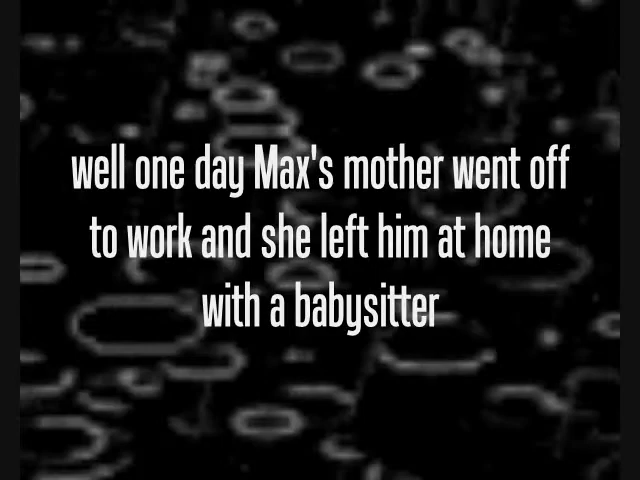 well one day Max's mother went off
to work and she left him at home
with a babysitter